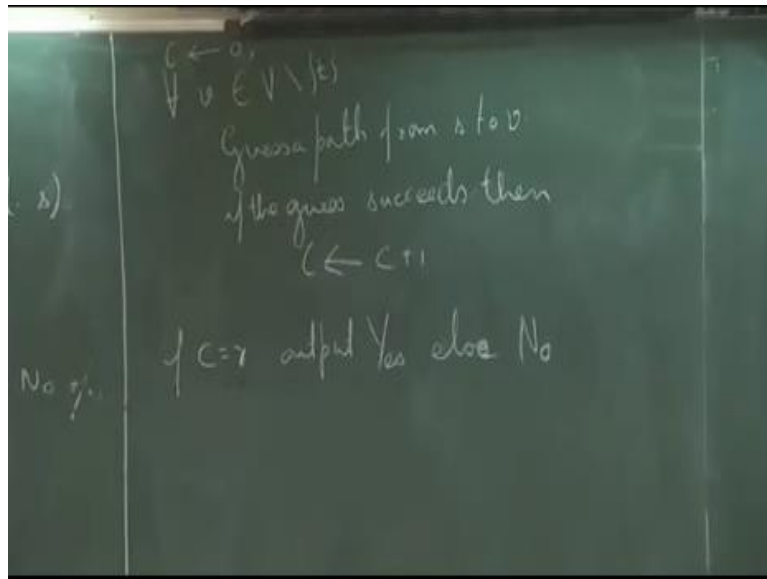 C ← 0,
∀ v ∈ V \ {t}
Guess a path from s to v
if the guess succeeds then
C ← C+1
if C=r output Yes else No
s)
No